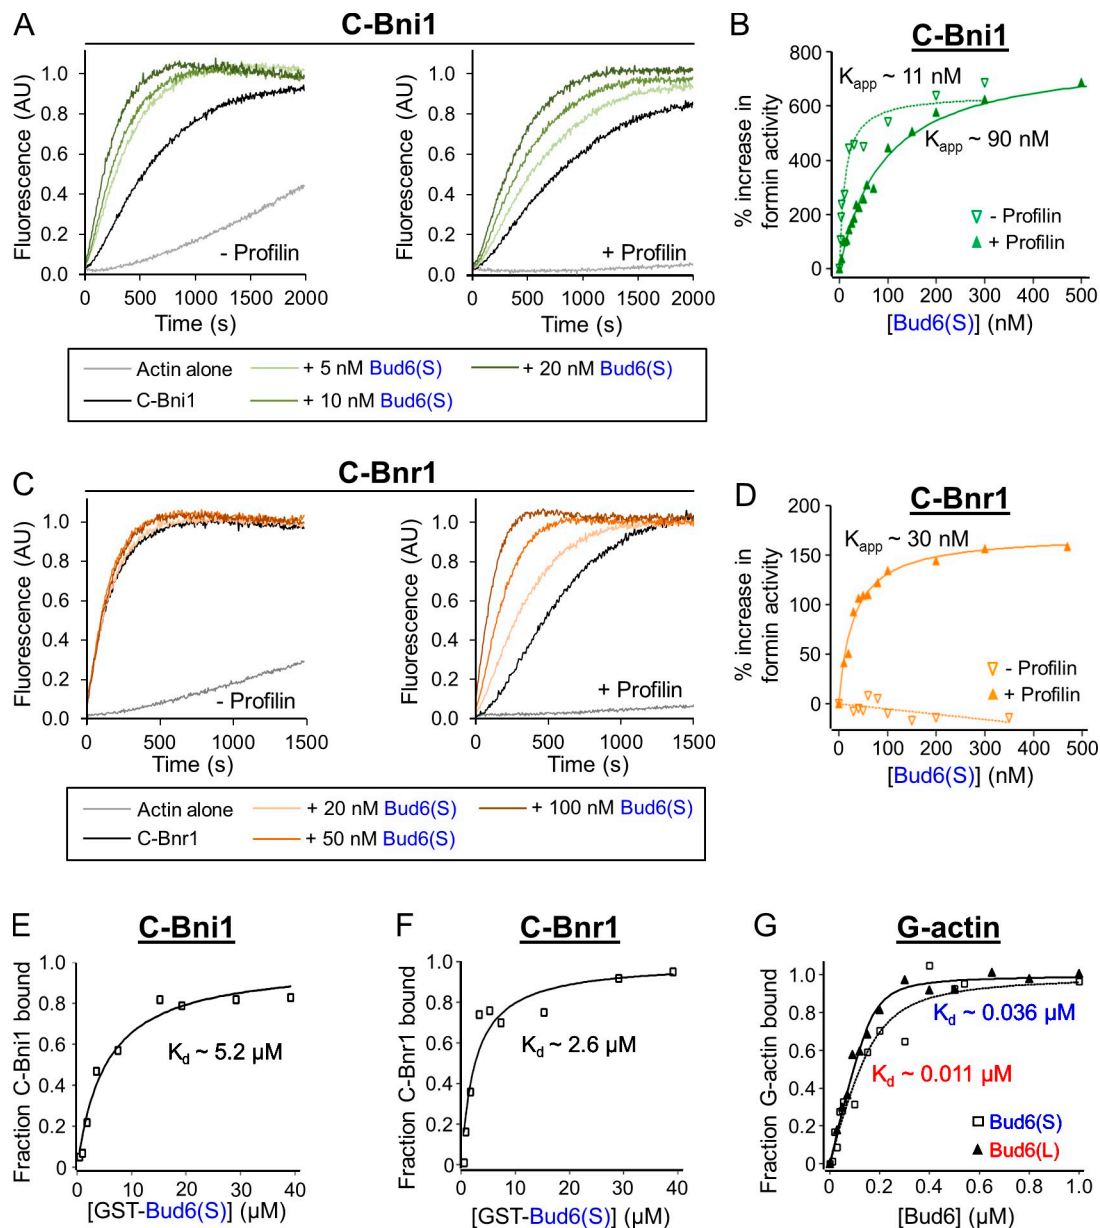 A
C-Bni1
Fluorescence (AU)
1.0
0.8
0.6
0.4
0.2
0.0
- Profilin
0
500
1000
1500
2000
Time (s)
Fluorescence (AU)
1.0
0.8
0.6
0.4
0.2
0.0
+ Profilin
0
500
1000
1500
2000
Time (s)
Actin alone
+ 5 nM Bud6(S)
+ 20 nM Bud6(S)
C-Bni1
+ 10 nM Bud6(S)
B
C-Bni1
% increase in
formin activity
800
600
400
200
0
Kapp ~ 11 nM
Kapp ~ 90 nM
- Profilin
+ Profilin
0
100
200
300
400
500
[Bud6(S)] (nM)
C
C-Bnr1
Fluorescence (AU)
1.0
0.8
0.6
0.4
0.2
0.0
- Profilin
0
500
1000
1500
Time (s)
Fluorescence (AU)
1.0
0.8
0.6
0.4
0.2
0.0
+ Profilin
0
500
1000
1500
Time (s)
Actin alone
+ 20 nM Bud6(S)
+ 100 nM Bud6(S)
C-Bnr1
+ 50 nM Bud6(S)
D
C-Bnr1
% increase in
formin activity
200
150
100
50
0
Kapp ~ 30 nM
- Profilin
+ Profilin
0
100
200
300
400
500
[Bud6(S)] (nM)
E
C-Bni1
Fraction C-Bni1 bound
1.0
0.8
0.6
0.4
0.2
0
Kd ~ 5.2 µM
0
10
20
30
40
[GST-Bud6(S)] (µM)
F
C-Bnr1
Fraction C-Bnr1 bound
1.0
0.8
0.6
0.4
0.2
0
Kd ~ 2.6 µM
0
10
20
30
40
[GST-Bud6(S)] (µM)
G
G-actin
Fraction G-actin bound
1.0
0.8
0.6
0.4
0.2
0
Kd ~ 0.036 µM
Kd ~ 0.011 µM
Bud6(S)
Bud6(L)
0
0.2
0.4
0.6
0.8
1.0
[Bud6] (µM)